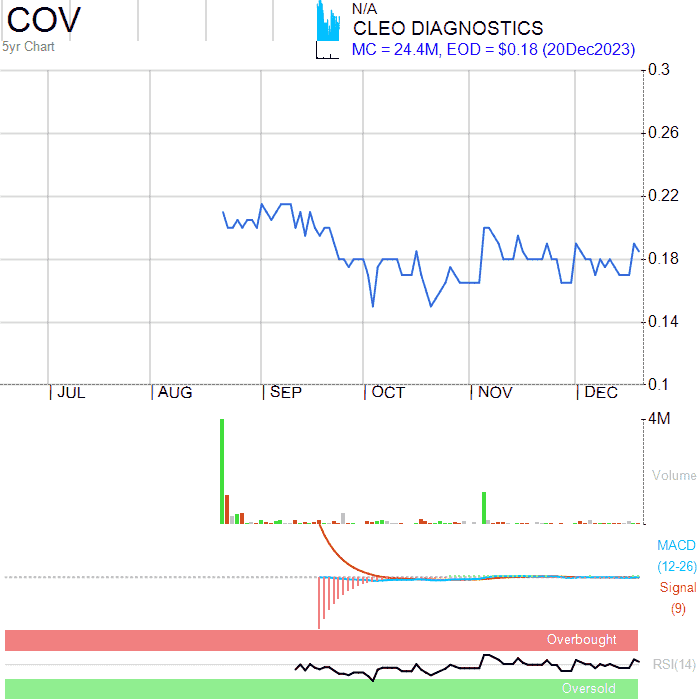 COV
N/A
CLEO DIAGNOSTICS
5yr Chart
MC = 24.4M, EOD = $0.18 (20Dec2023)
0.3
0.26
0.22
0.18
0.14
0.1
JUL AUG SEP OCT NOV DEC
4M
Volume
MACD
(12-26)
Signal
(9)
Overbought
RSI(14)
Oversold